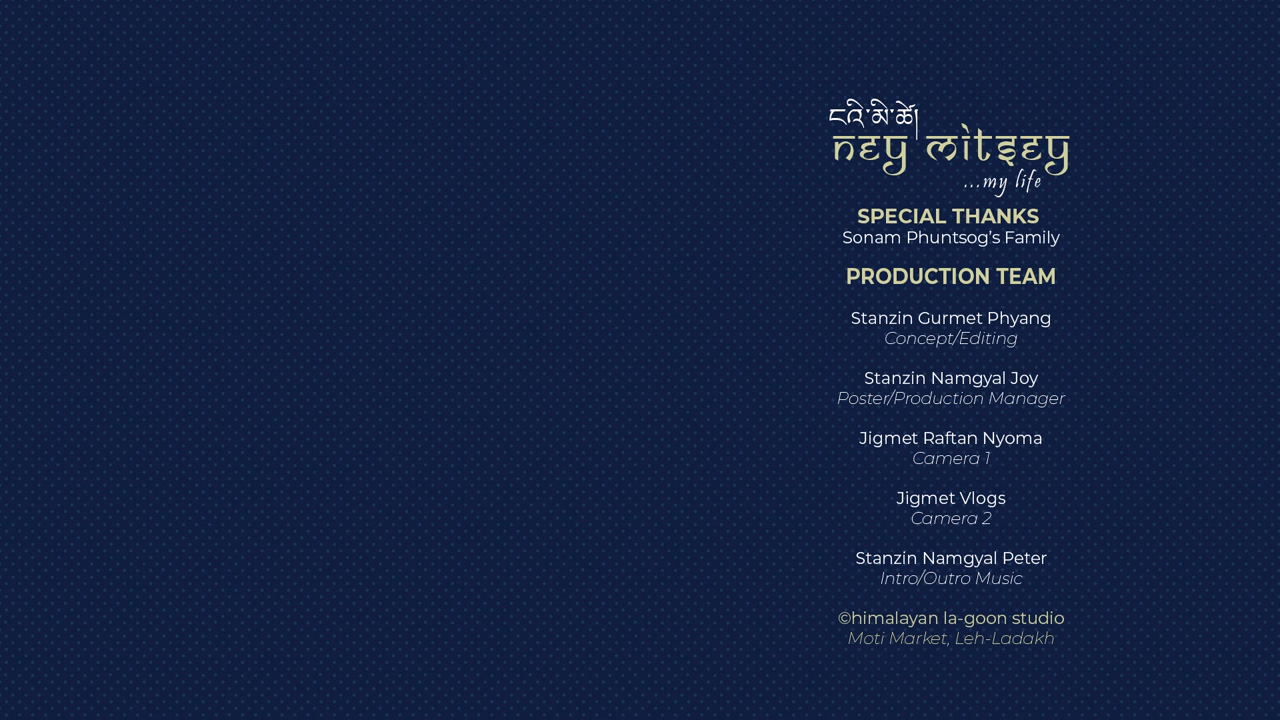 ངའི་མི་ཚེ།
ney mitsey
...my life
SPECIAL THANKS
Sonam Phuntsog’s Family
PRODUCTION TEAM
Stanzin Gurmet Phyang
Concept/Editing
Stanzin Namgyal Joy
Poster/Production Manager
Jigmet Raftan Nyoma
Camera 1
Jigmet Vlogs
Camera 2
Stanzin Namgyal Peter
Intro/Outro Music
©himalayan la-goon studio
Moti Market, Leh-Ladakh